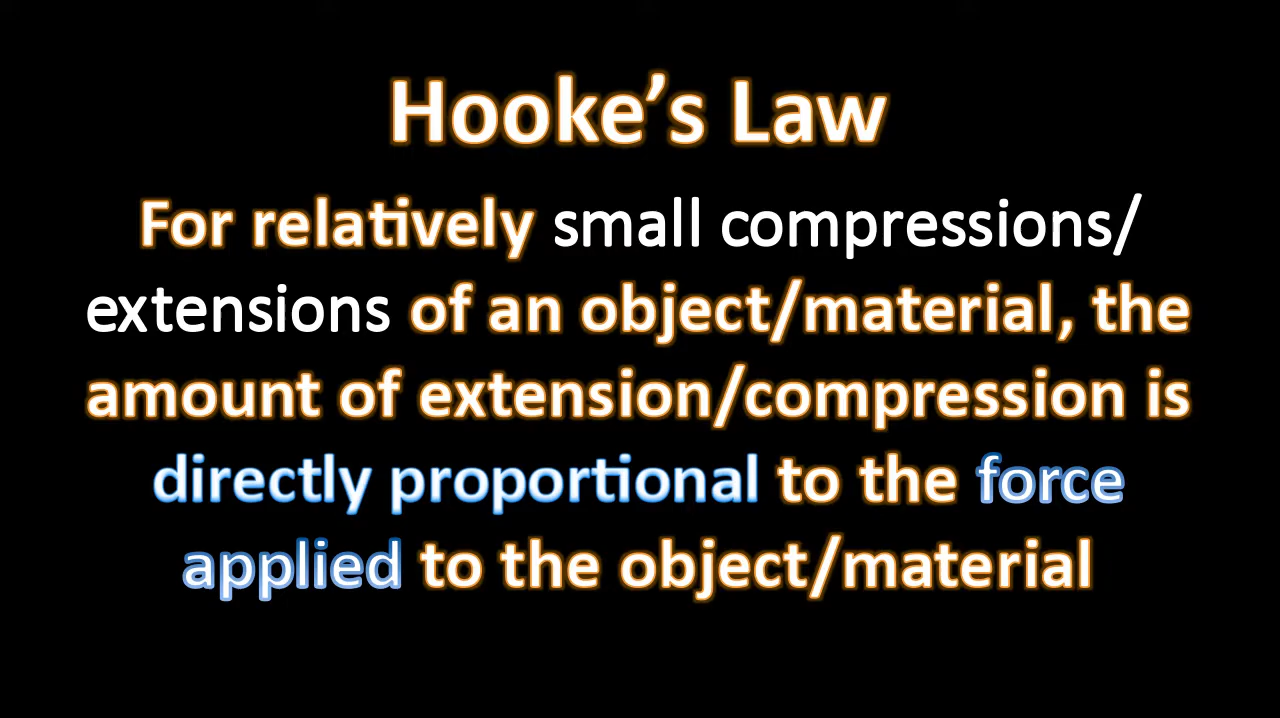 Hooke’s Law
For relatively small compressions/
extensions of an object/material, the
amount of extension/compression is
directly proportional to the force
applied to the object/material